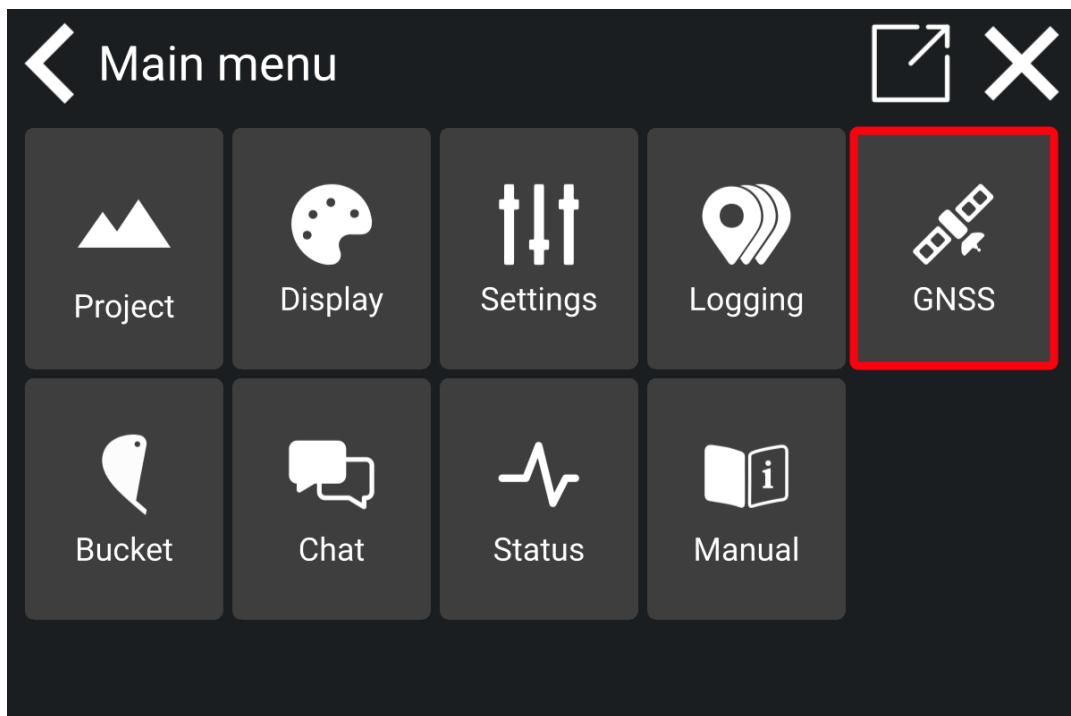 Main menu
Project
Display
Settings
Logging
GNSS
Bucket
Chat
Status
i
Manual